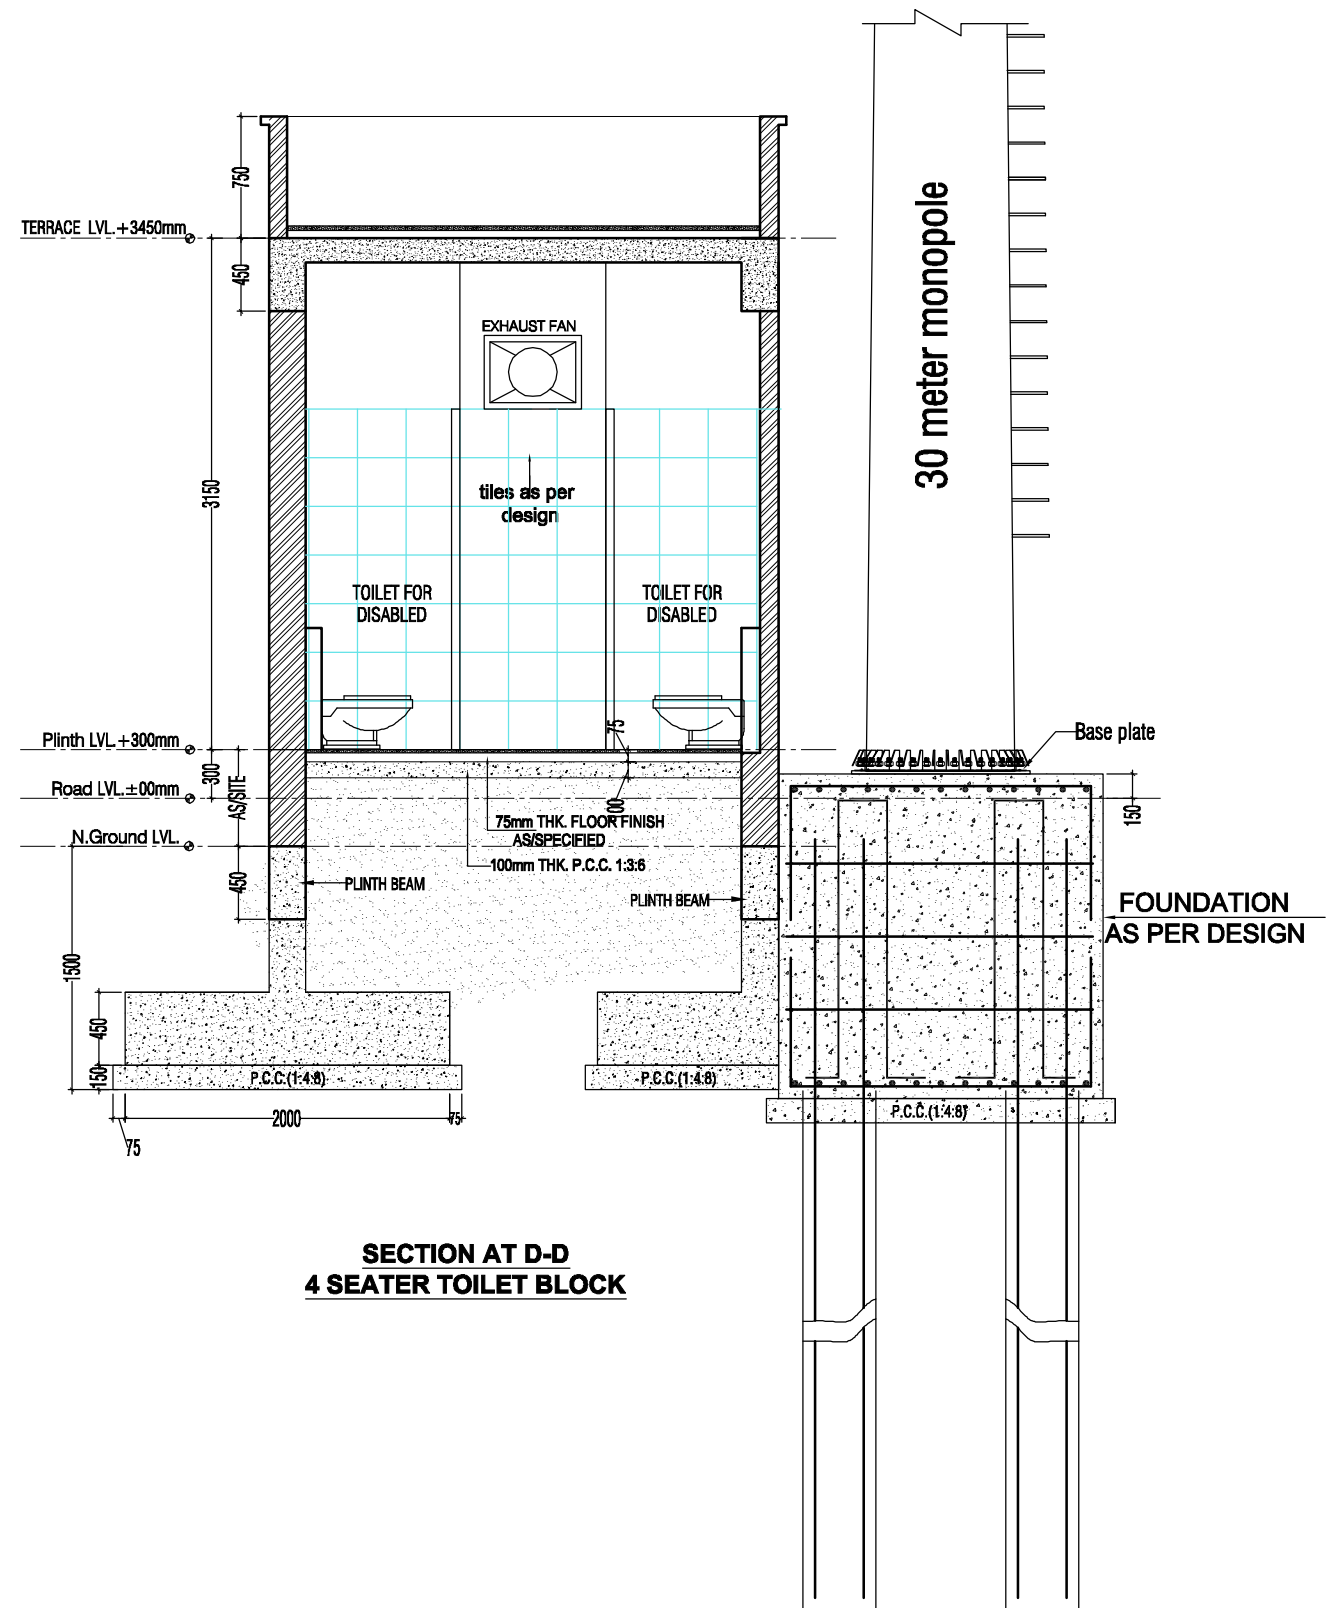 750
TERRACE LVL.+3450mm
450
30 meter monopole
EXHAUST FAN
3150
tiles as per
design
TOILET FOR
DISABLED
TOILET FOR
DISABLED
75
Plinth LVL.+300mm
Base plate
300
AS/SITE
Road LVL.±00mm
150
75mm THK. FLOOR FINISH
AS/SPECIFIED
N.Ground LVL.
100mm THK. P.C.C. 1:3:6
450
PLINTH BEAM
PLINTH BEAM
FOUNDATION
AS PER DESIGN
1500
450
150
P.C.C.(1:4:8)
P.C.C.(1:4:8)
P.C.C.(1:4:8)
2000
75
75
SECTION AT D-D
4 SEATER TOILET BLOCK